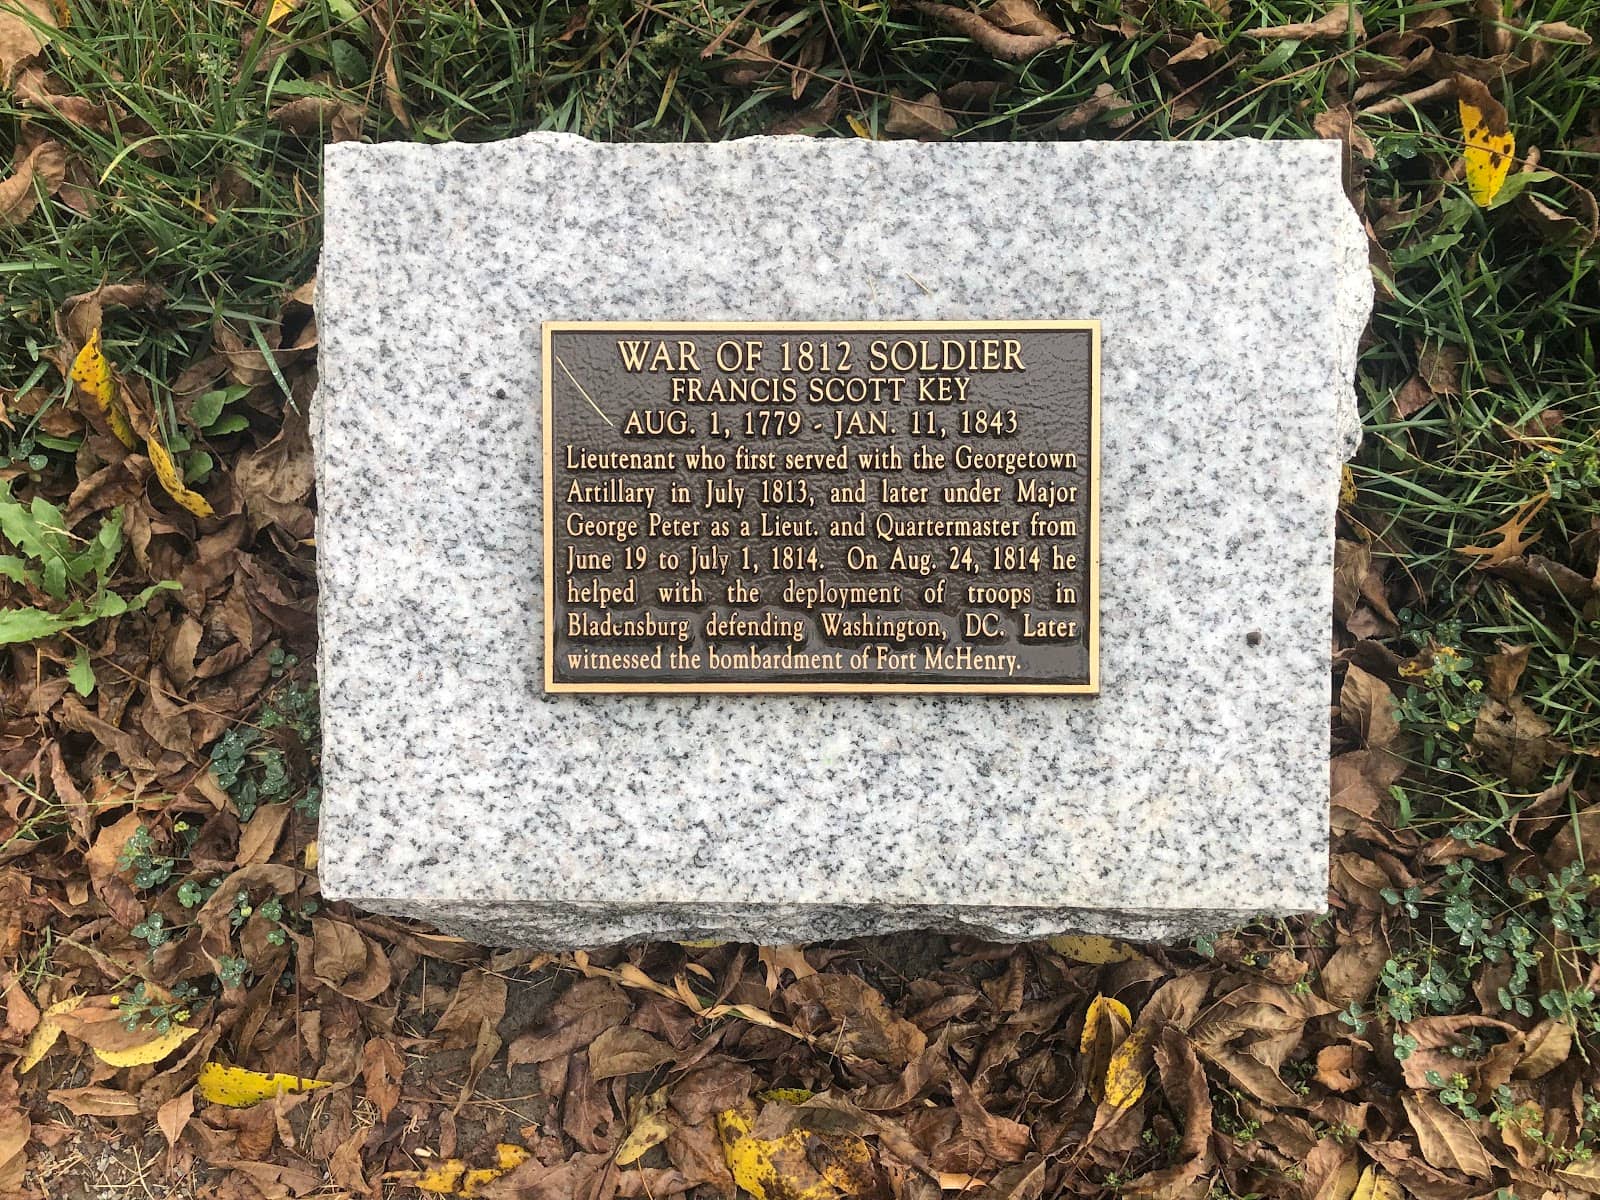 WAR OF 1812 SOLDIER
FRANCIS SCOTT KEY
AUG. 1, 1779 - JAN. 11, 1843
Lieutenant who first served with the Georgetown
Artillary in July 1813, and later under Major
George Peter as a Lieut. and Quartermaster from
June 19 to July 1, 1814. On Aug. 24, 1814 he
helped with the deployment of troops in
Bladensburg defending Washington, DC. Later
witnessed the bombardment of Fort McHenry.